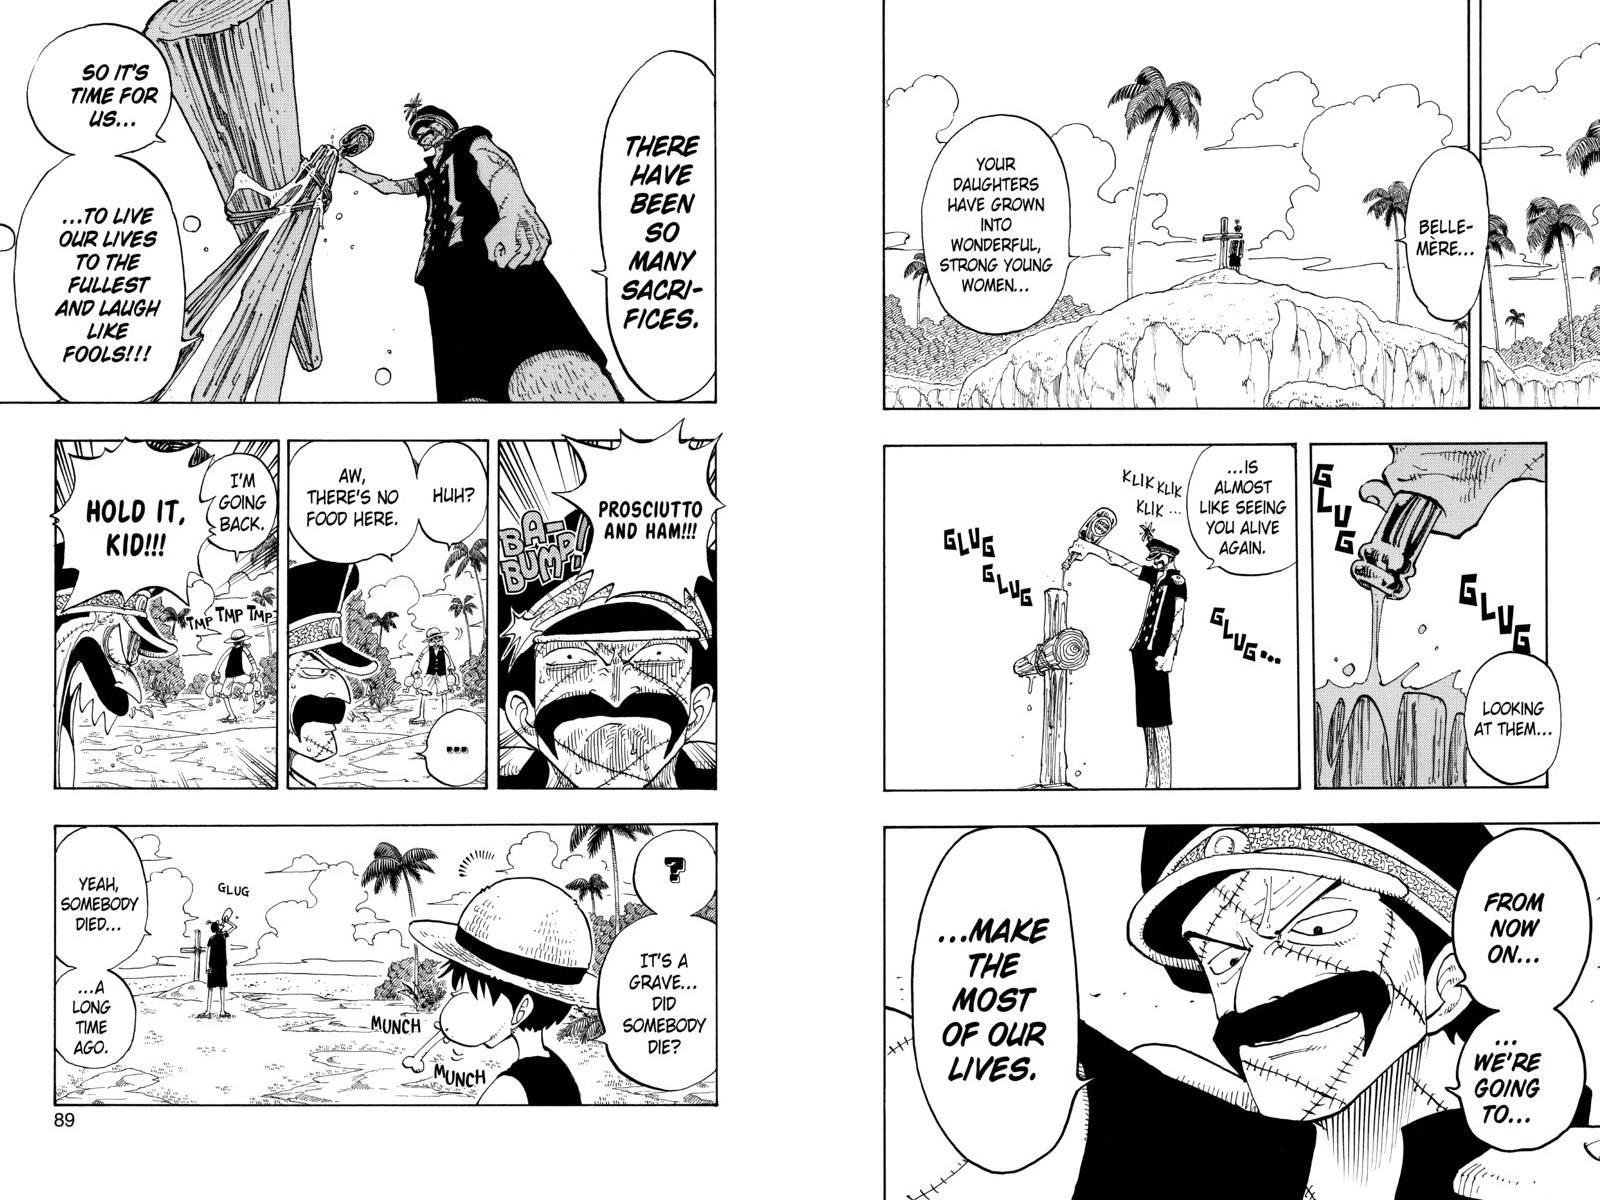 BELLE-
MÈRE...
YOUR
DAUGHTERS
HAVE GROWN
INTO
WONDERFUL,
STRONG YOUNG
WOMEN...
GLUG
GLUG
LOOKING
AT THEM...
...IS
ALMOST
LIKE SEEING
YOU ALIVE
AGAIN.
KLIK KLIK
KLIK ...
GLUG
GLUG
GLUG...
FROM
NOW
ON...
...
WE'RE
GOING
TO...
...MAKE
THE
MOST
OF OUR
LIVES.
THERE
HAVE
BEEN
SO
MANY
SACRI-
FICES.
SO IT'S
TIME FOR
US...
...TO LIVE
OUR LIVES
TO THE
FULLEST
AND LAUGH
LIKE
FOOLS!!!
PROSCIUTTO
AND HAM!!!
BA-
BUMP!
HUH?
AW,
THERE'S NO
FOOD HERE.
...
I'M
GOING
BACK.
TMP TMP TMP
HOLD IT,
KID!!!
?
IT'S A
GRAVE...
DID
SOMEBODY
DIE?
MUNCH
MUNCH
GLUG
YEAH,
SOMEBODY
DIED...
...A
LONG
TIME
AGO.
89